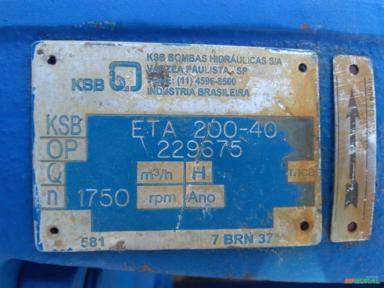 KSB BOMBAS HIDRÁULICAS S/A
VÁRZEA PAULISTA, SP
FONE: (11) 4596-8500
INDÚSTRIA BRASILEIRA
KSB
KSB ETA 200-40
OP 229675
Q m³/h H
n 1750 rpm Ano
581 7 BRN 37